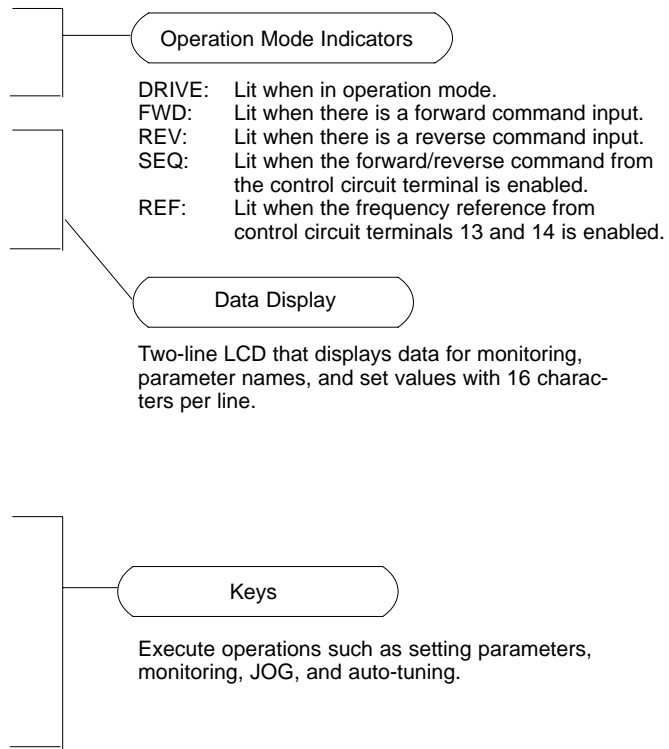 Operation Mode Indicators
DRIVE: Lit when in operation mode.
FWD: Lit when there is a forward command input.
REV: Lit when there is a reverse command input.
SEQ: Lit when the forward/reverse command from
the control circuit terminal is enabled.
REF: Lit when the frequency reference from
control circuit terminals 13 and 14 is enabled.
Data Display
Two-line LCD that displays data for monitoring,
parameter names, and set values with 16 charac-
ters per line.
Keys
Execute operations such as setting parameters,
monitoring, JOG, and auto-tuning.